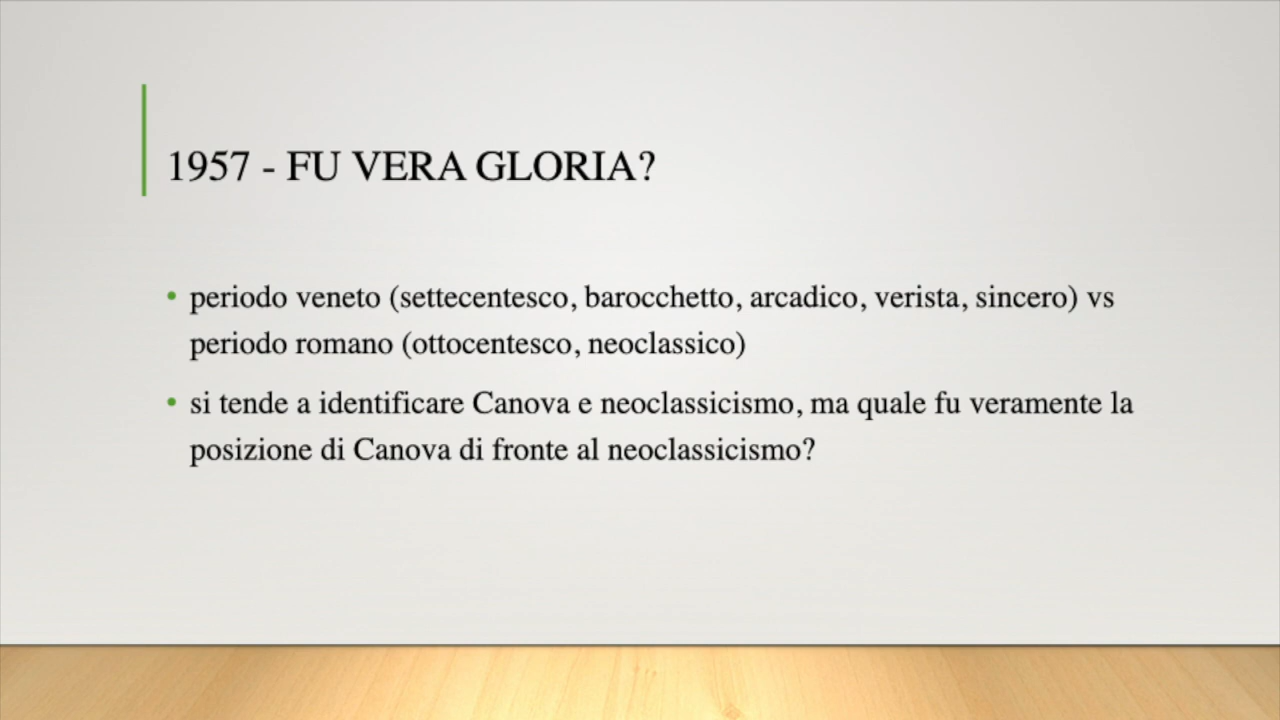 1957 - FU VERA GLORIA?
• periodo veneto (settecentesco, barocchetto, arcadico, verista, sincero) vs
periodo romano (ottocentesco, neoclassico)
• si tende a identificare Canova e neoclassicismo, ma quale fu veramente la
posizione di Canova di fronte al neoclassicismo?